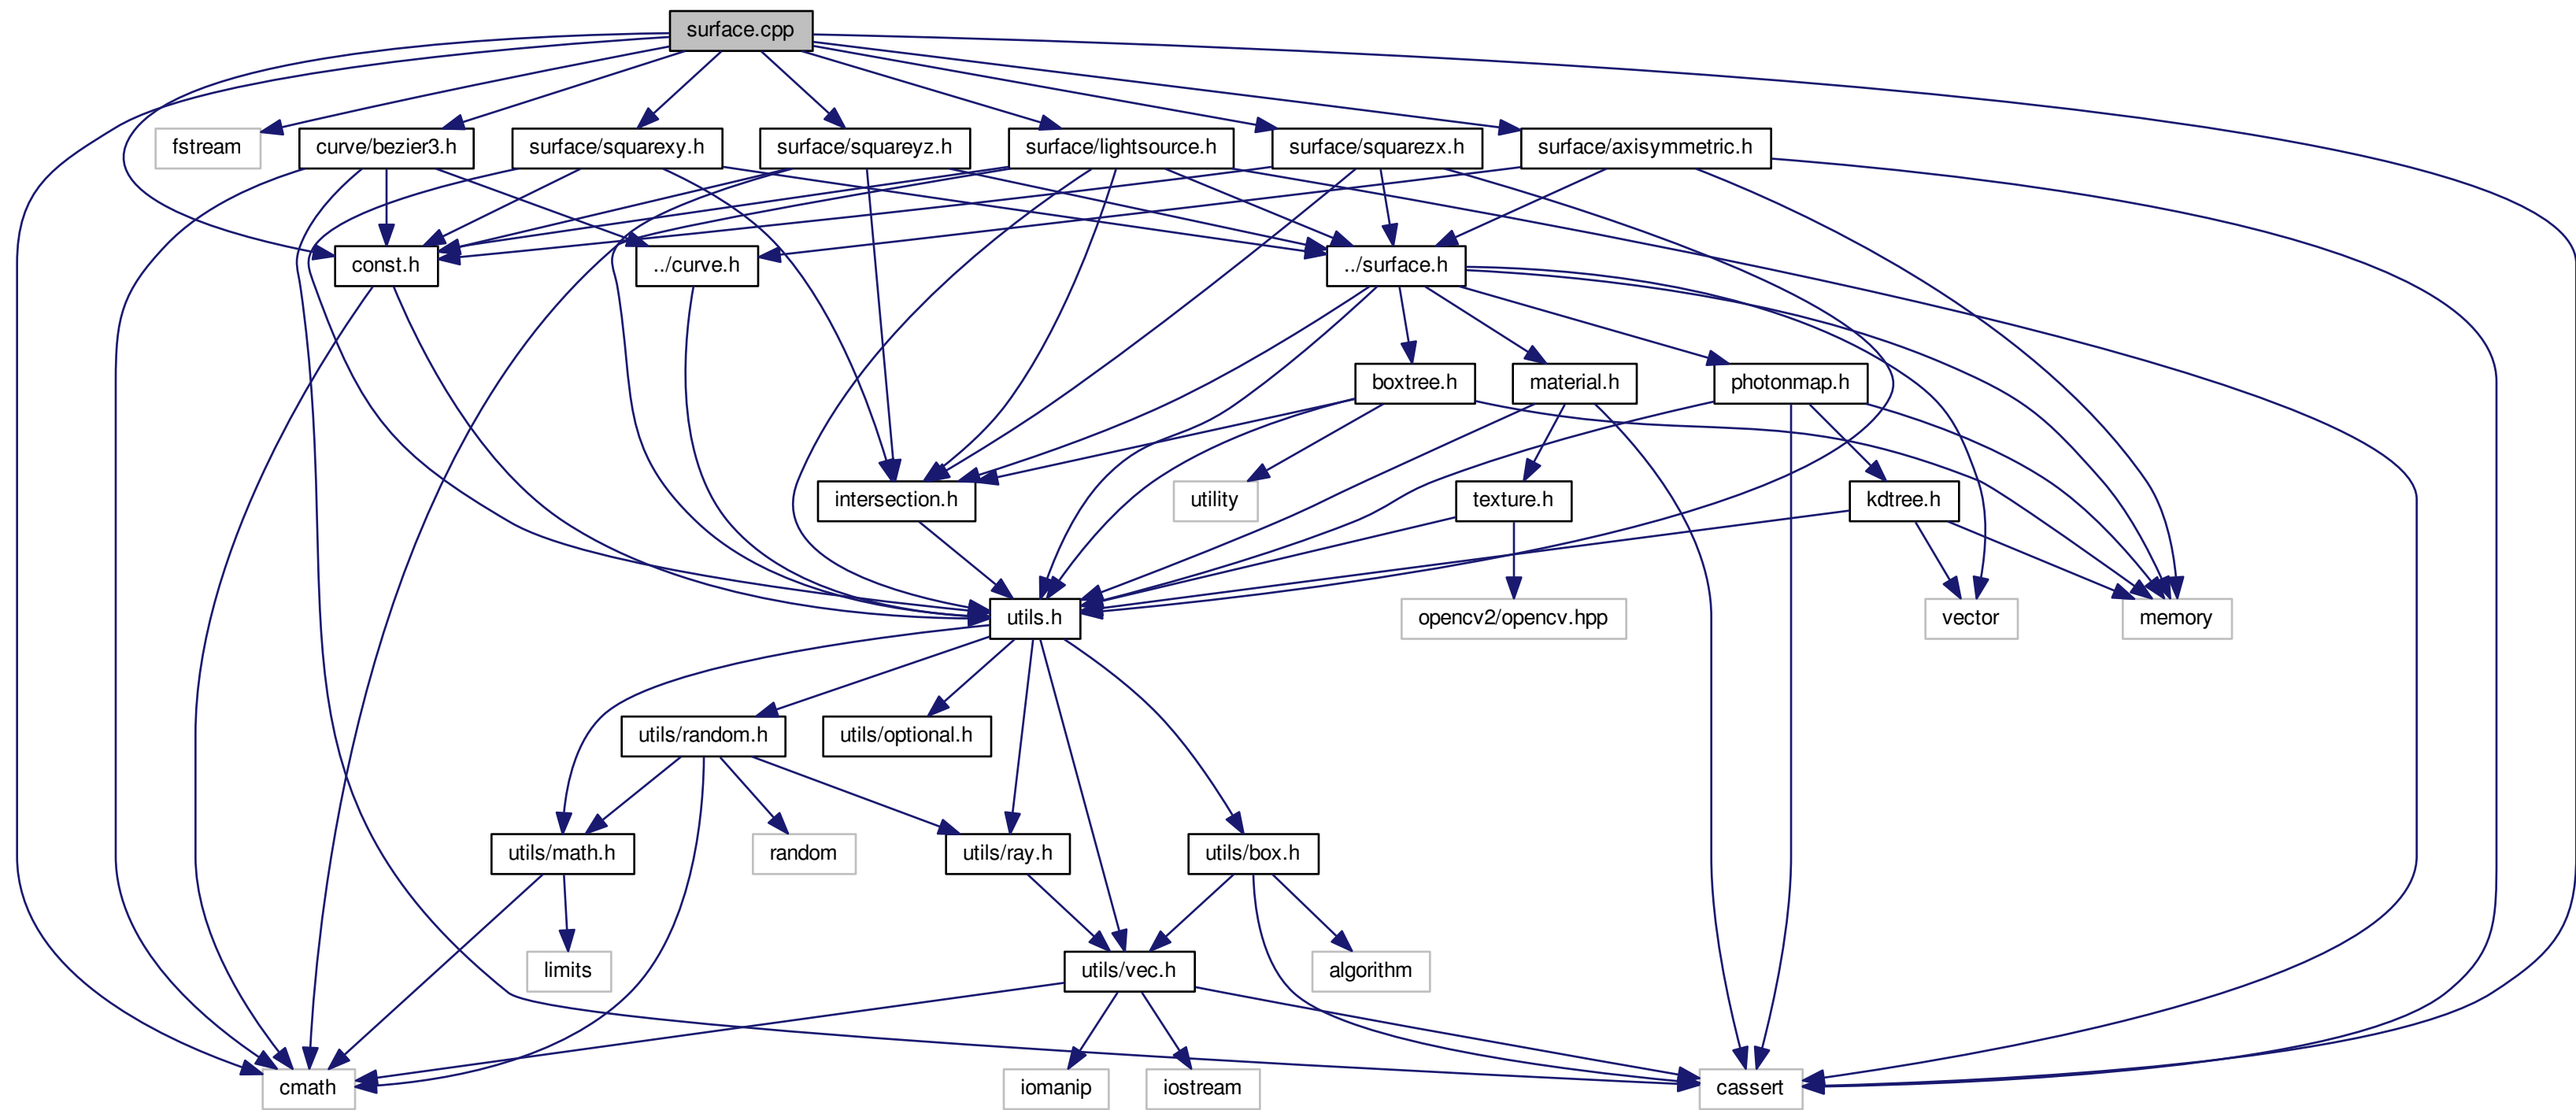 surface.cpp
fstream
curve/bezier3.h
surface/squarexy.h
surface/squareyz.h
surface/lightsource.h
surface/squarezx.h
surface/axisymmetric.h
const.h
../curve.h
../surface.h
boxtree.h
material.h
photonmap.h
intersection.h
utility
texture.h
kdtree.h
utils.h
opencv2/opencv.hpp
vector
memory
utils/random.h
utils/optional.h
utils/math.h
random
utils/ray.h
utils/box.h
limits
utils/vec.h
algorithm
cmath
iomanip
iostream
cassert